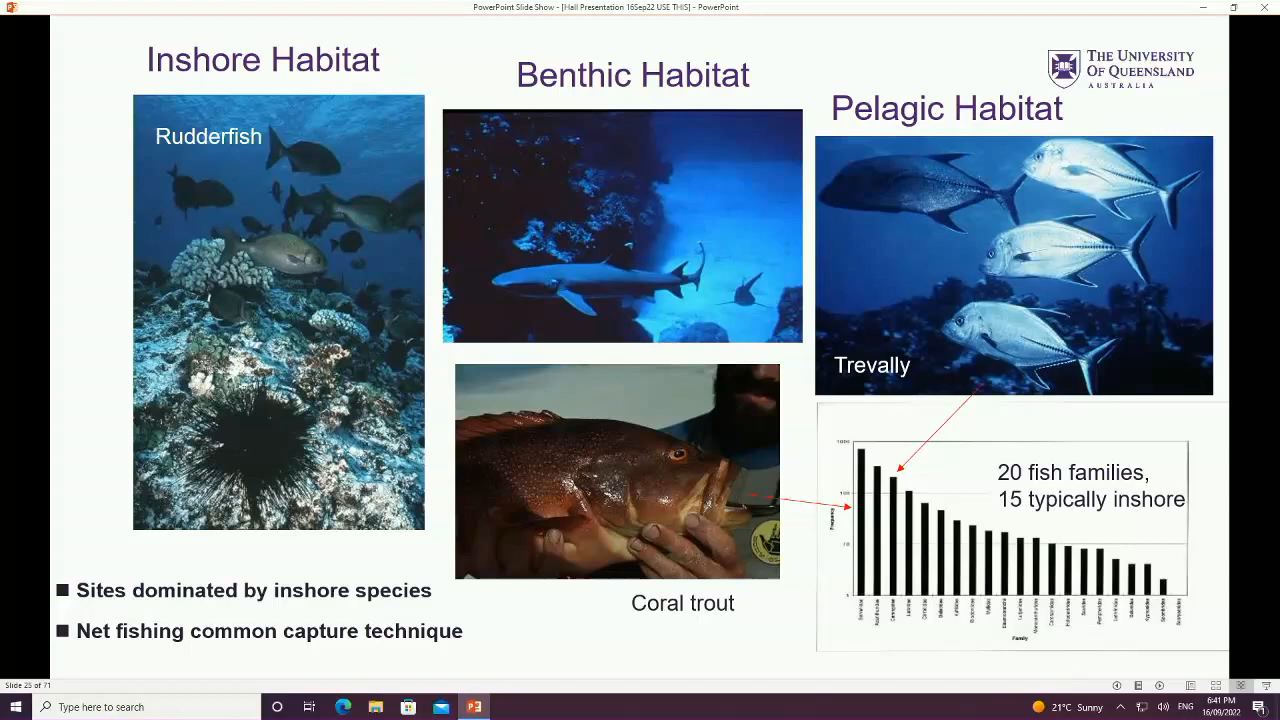 PowerPoint Slide Show - [Hall Presentation 16Sep22 USE THIS] - PowerPoint
Inshore Habitat
Benthic Habitat
Pelagic Habitat
THE UNIVERSITY
OF QUEENSLAND
AUSTRALIA
Rudderfish
Trevally
Coral trout
20 fish families,
15 typically inshore
Frequency
Family
■ Sites dominated by inshore species
■ Net fishing common capture technique
Slide 25 of 71
Type here to search
21°C Sunny
ENG
6:41 PM
16/09/2022